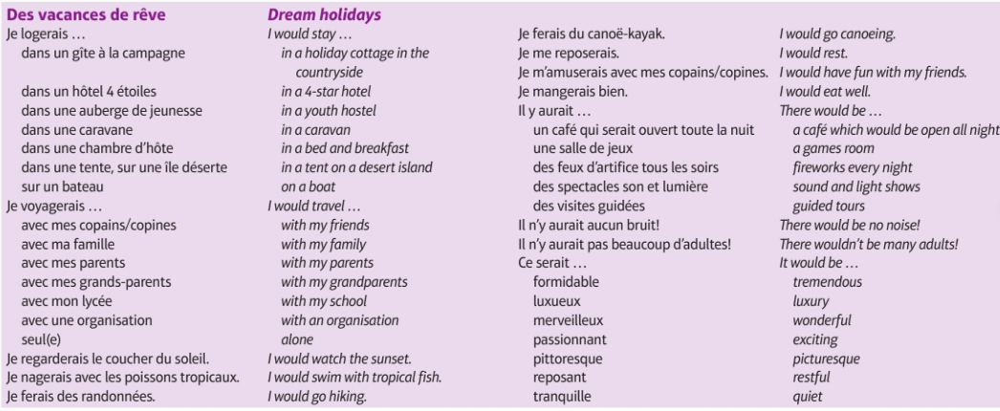 Des vacances de rêve Dream holidays
Je logerais … I would stay …
dans un gîte à la campagne in a holiday cottage in the
countryside
dans un hôtel 4 étoiles in a 4-star hotel
dans une auberge de jeunesse in a youth hostel
dans une caravane in a caravan
dans une chambre d'hôte in a bed and breakfast
dans une tente, sur une île déserte in a tent on a desert island
sur un bateau on a boat
Je voyagerais … I would travel …
avec mes copains/copines with my friends
avec ma famille with my family
avec mes parents with my parents
avec mes grands-parents with my grandparents
avec mon lycée with my school
avec une organisation with an organisation
seul(e) alone
Je regarderais le coucher du soleil. I would watch the sunset.
Je nagerais avec les poissons tropicaux. I would swim with tropical fish.
Je ferais des randonnées. I would go hiking.
Je ferais du canoë-kayak. I would go canoeing.
Je me reposerais. I would rest.
Je m'amuserais avec mes copains/copines. I would have fun with my friends.
Je mangerais bien. I would eat well.
Il y aurait … There would be …
un café qui serait ouvert toute la nuit a café which would be open all night
une salle de jeux a games room
des feux d'artifice tous les soirs fireworks every night
des spectacles son et lumière sound and light shows
des visites guidées guided tours
Il n'y aurait aucun bruit! There would be no noise!
Il n'y aurait pas beaucoup d'adultes! There wouldn't be many adults!
Ce serait … It would be …
formidable tremendous
luxueux luxury
merveilleux wonderful
passionnant exciting
pittoresque picturesque
reposant restful
tranquille quiet